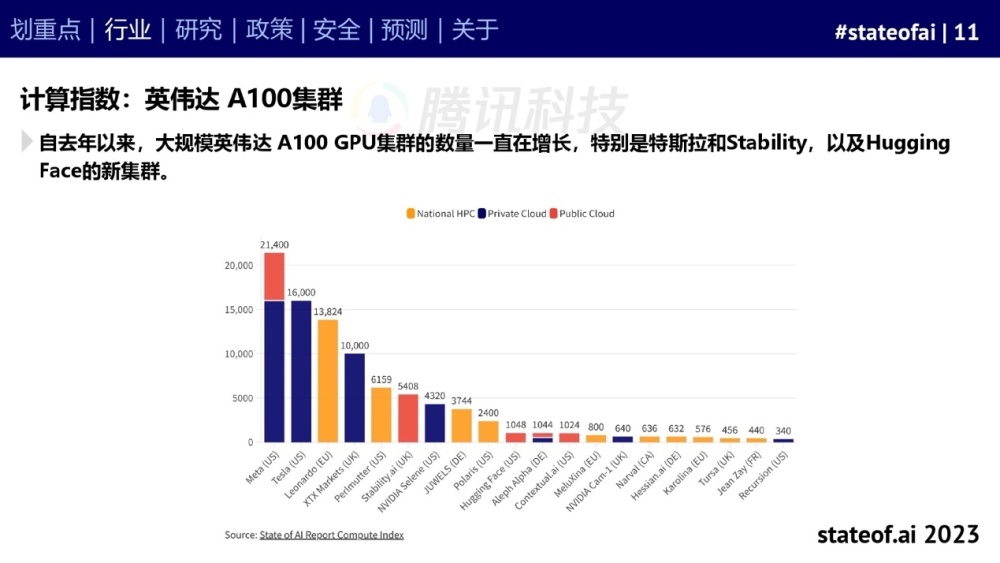 划重点 | 行业 | 研究 | 政策 | 安全 | 预测 | 关于
#stateofai | 11
计算指数：英伟达 A100集群
腾讯科技
自去年以来，大规模英伟达 A100 GPU集群的数量一直在增长，特别是特斯拉和Stability，以及Hugging
Face的新集群。
National HPC Private Cloud Public Cloud
21,400
20,000
16,000
15,000
13,824
10,000
10,000
6159
5408
5000
4320
3744
2400
1048
1044
1024
800
640
636
632
576
456
440
340
0
Meta (US)
Tesla (US)
Leonardo (EU)
XTX Markets (UK)
Perlmutter (US)
Stability.ai (UK)
NVIDIA Selene (US)
JUWELS (DE)
Polaris (US)
Hugging Face (US)
Aleph Alpha (DE)
Contextual.ai (US)
MeluXina (EU)
NVIDIA Cam-1 (UK)
Narval (CA)
Hessian.ai (DE)
Karolina (EU)
Tursa (UK)
Jean Zay (FR)
Recursion (US)
Source: State of AI Report Compute Index
stateof.ai 2023